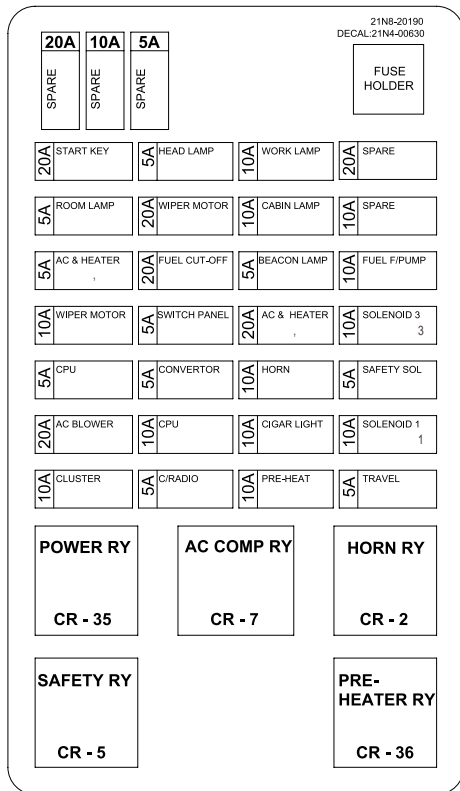 21N8-20190
DECAL:21N4-00630
20A 10A 5A
SPARE SPARE SPARE
FUSE
HOLDER
20A START KEY 5A HEAD LAMP 10A WORK LAMP 20A SPARE
5A ROOM LAMP 20A WIPER MOTOR 10A CABIN LAMP 10A SPARE
5A AC & HEATER , 20A FUEL CUT-OFF 5A BEACON LAMP 10A FUEL F/PUMP
10A WIPER MOTOR 5A SWITCH PANEL 20A AC & HEATER , 10A SOLENOID 3
3
5A CPU 5A CONVERTOR 10A HORN 5A SAFETY SOL
20A AC BLOWER 10A CPU 10A CIGAR LIGHT 10A SOLENOID 1
1
10A CLUSTER 5A C/RADIO 10A PRE-HEAT 5A TRAVEL
POWER RY AC COMP RY HORN RY
CR - 35 CR - 7 CR - 2
SAFETY RY PRE-
HEATER RY
CR - 5 CR - 36